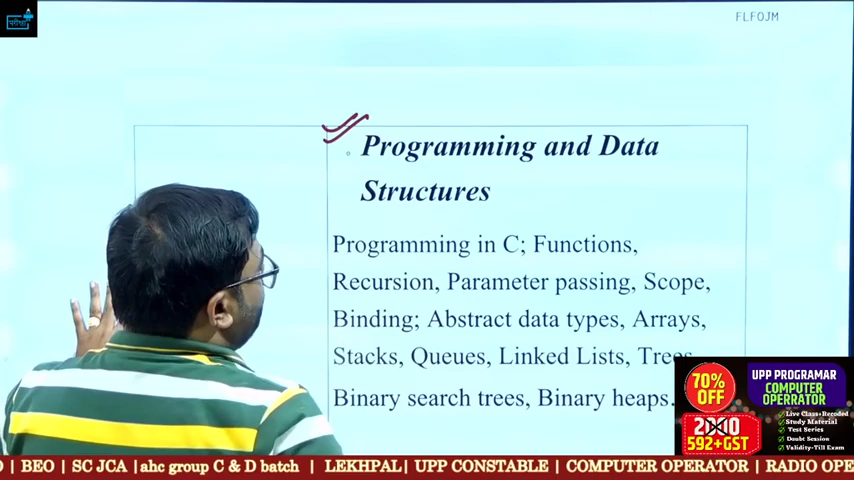 परीक्षा
FLFOJM
Programming and Data
Structures
Programming in C; Functions,
Recursion, Parameter passing, Scope,
Binding; Abstract data types, Arrays,
Stacks, Queues, Linked Lists, Trees
Binary search trees, Binary heaps.
70%
OFF
2000
592+GST
UPP PROGRAMAR
COMPUTER
OPERRATOR
Live Class+Recoded
Study Material
Test Series
Doubt Session
Validity-Till Exam
| BEO | SC JCA | ahc group C & D batch | LEKHPAL | UPP CONSTABLE | COMPUTER OPERATOR | RADIO OPE